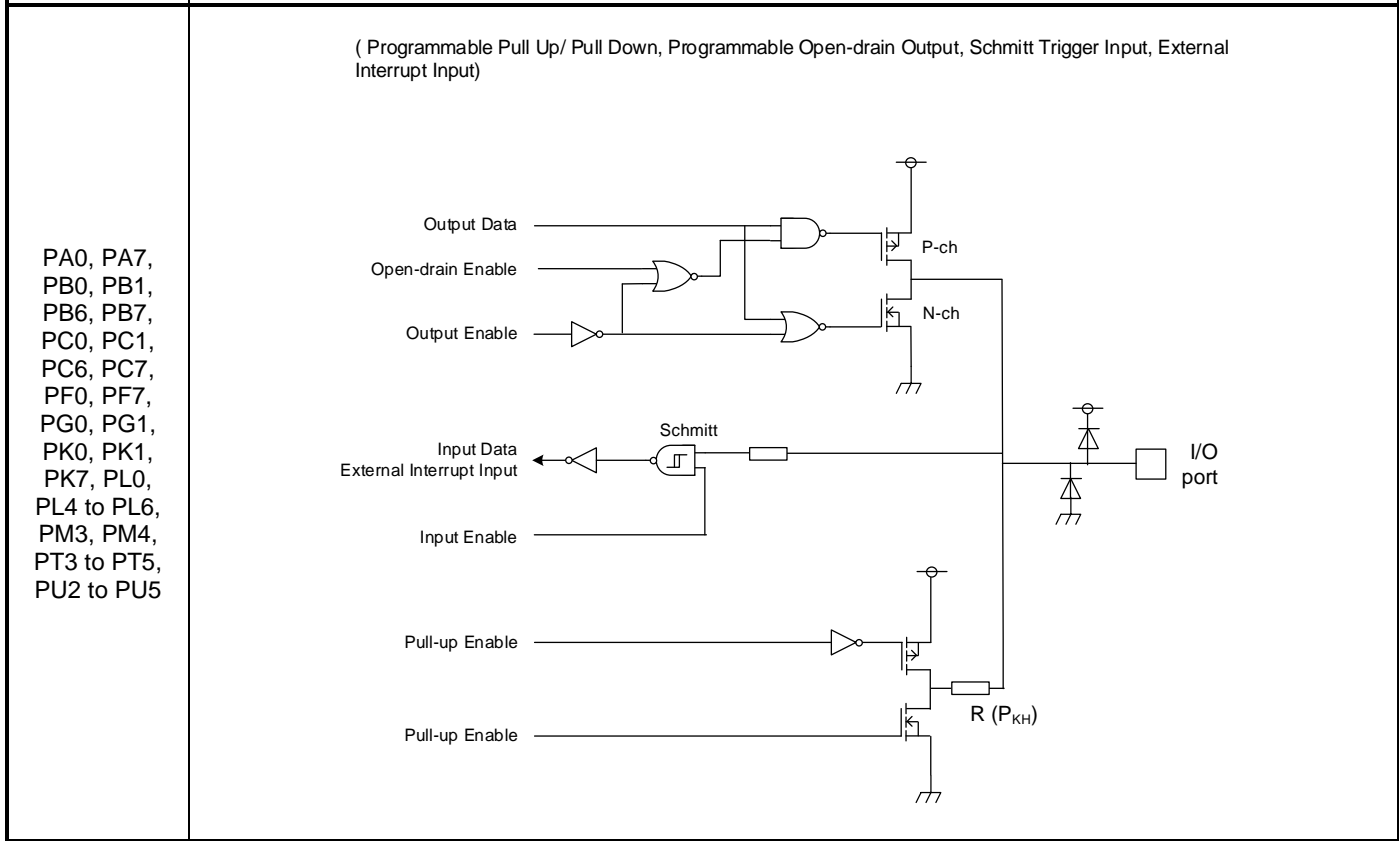 ( Programmable Pull Up/ Pull Down, Programmable Open-drain Output, Schmitt Trigger Input, External
Interrupt Input)
PA0, PA7,
PB0, PB1,
PB6, PB7,
PC0, PC1,
PC6, PC7,
PF0, PF7,
PG0, PG1,
PK0, PK1,
PK7, PL0,
PL4 to PL6,
PM3, PM4,
PT3 to PT5,
PU2 to PU5
Output Data
Open-drain Enable
Output Enable
P-ch
N-ch
Schmitt
Input Data
External Interrupt Input
Input Enable
I/O
port
Pull-up Enable
R (PKH)
Pull-up Enable